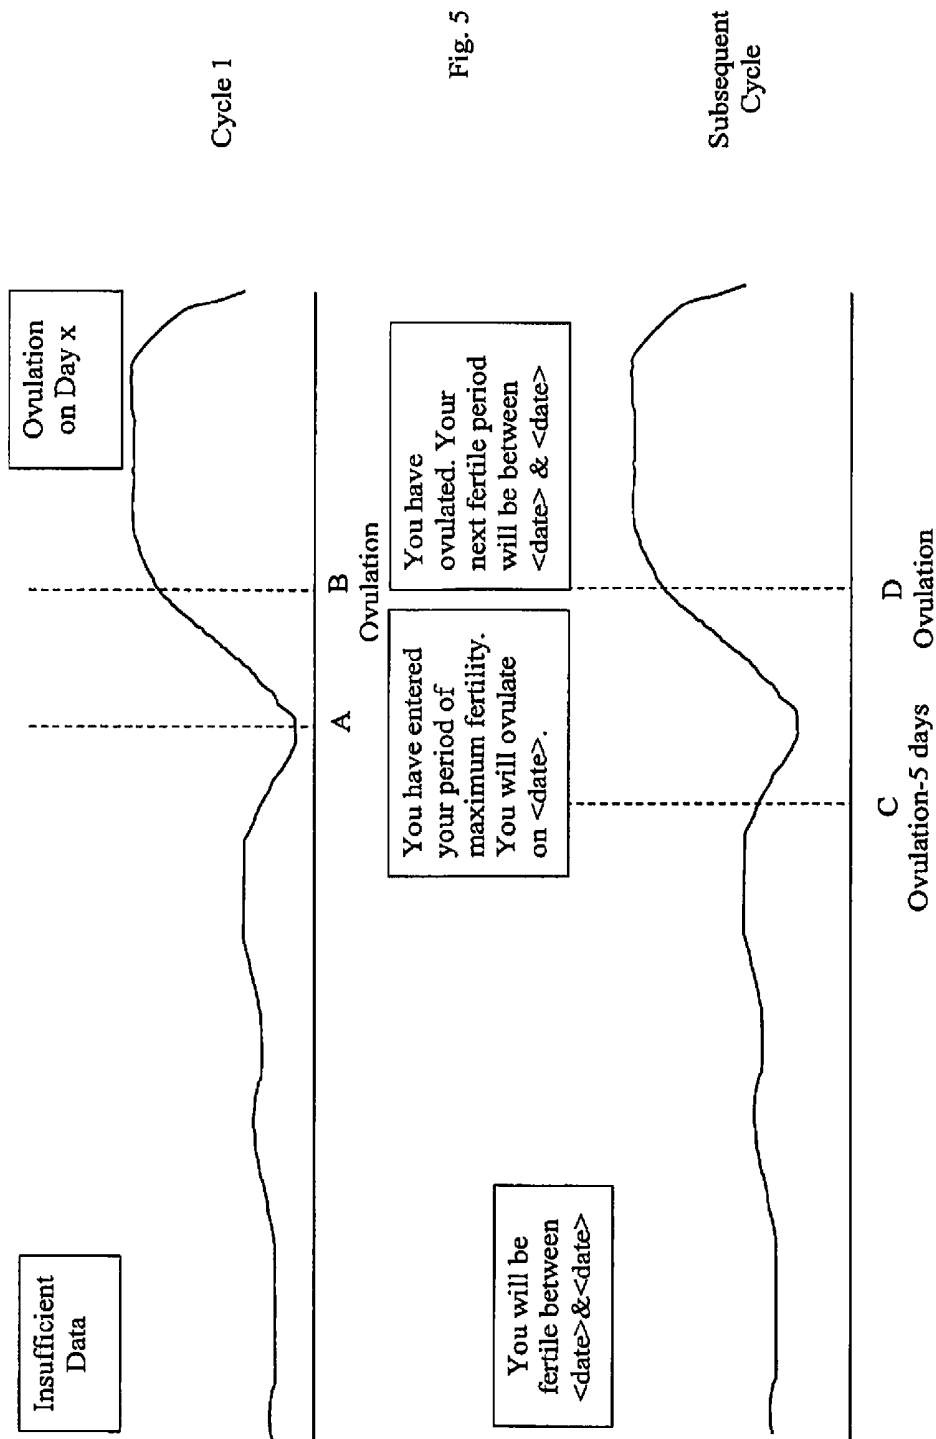 Insufficient
Data
Ovulation
on Day x
Cycle 1
A
B
Ovulation
Fig. 5
You will be
fertile between
<date>&<date>
You have entered
your period of
maximum fertility.
You will ovulate
on <date>.
You have
ovulated. Your
next fertile period
will be between
<date> & <date>
Subsequent
Cycle
C
Ovulation-5 days
D
Ovulation